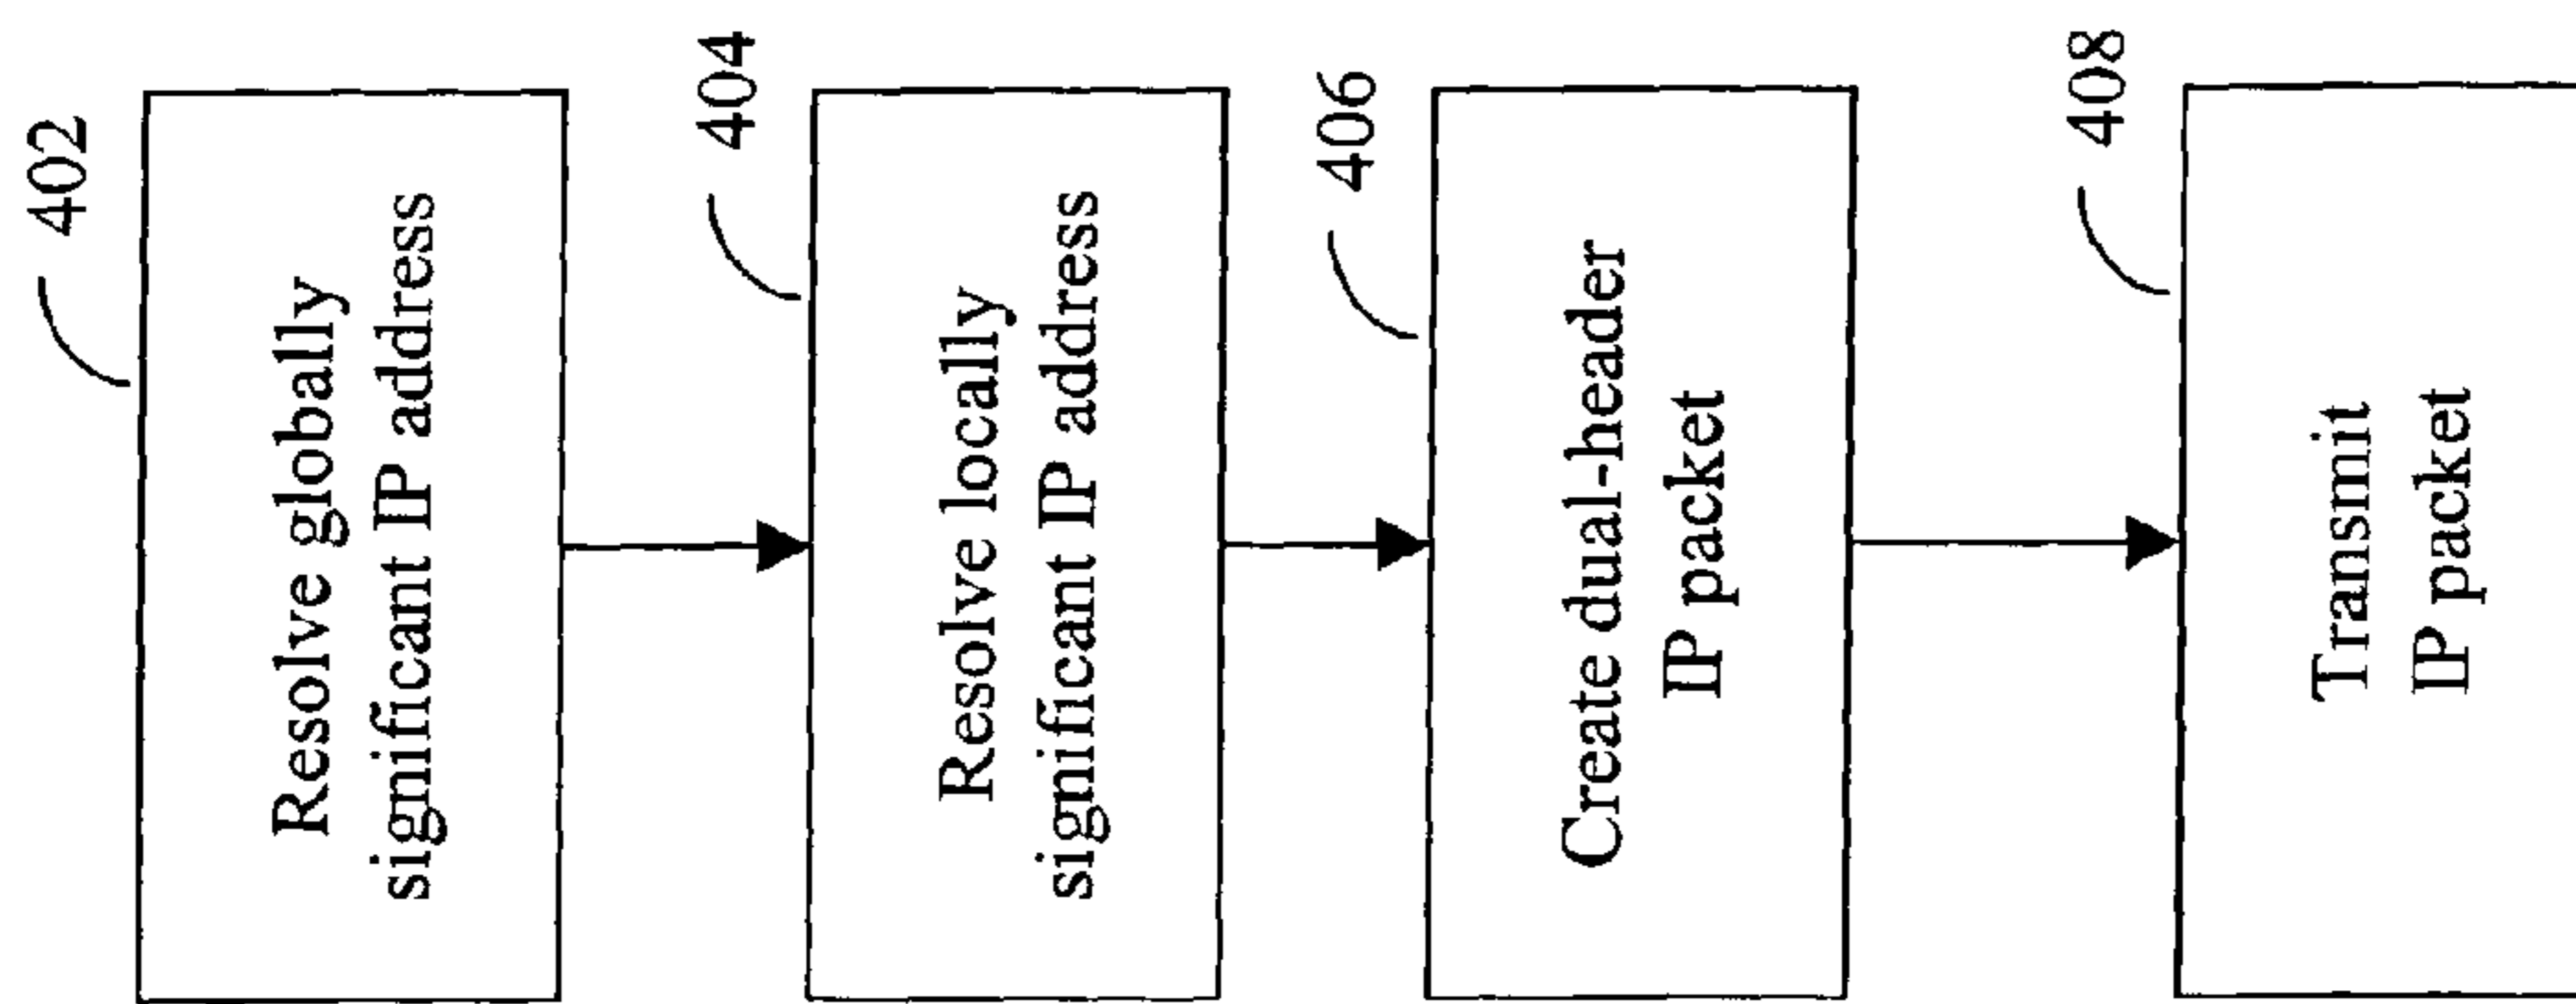 402
Resolve globally
significant IP address
404
Resolve locally
significant IP address
406
Create dual-header
IP packet
408
Transmit
IP packet